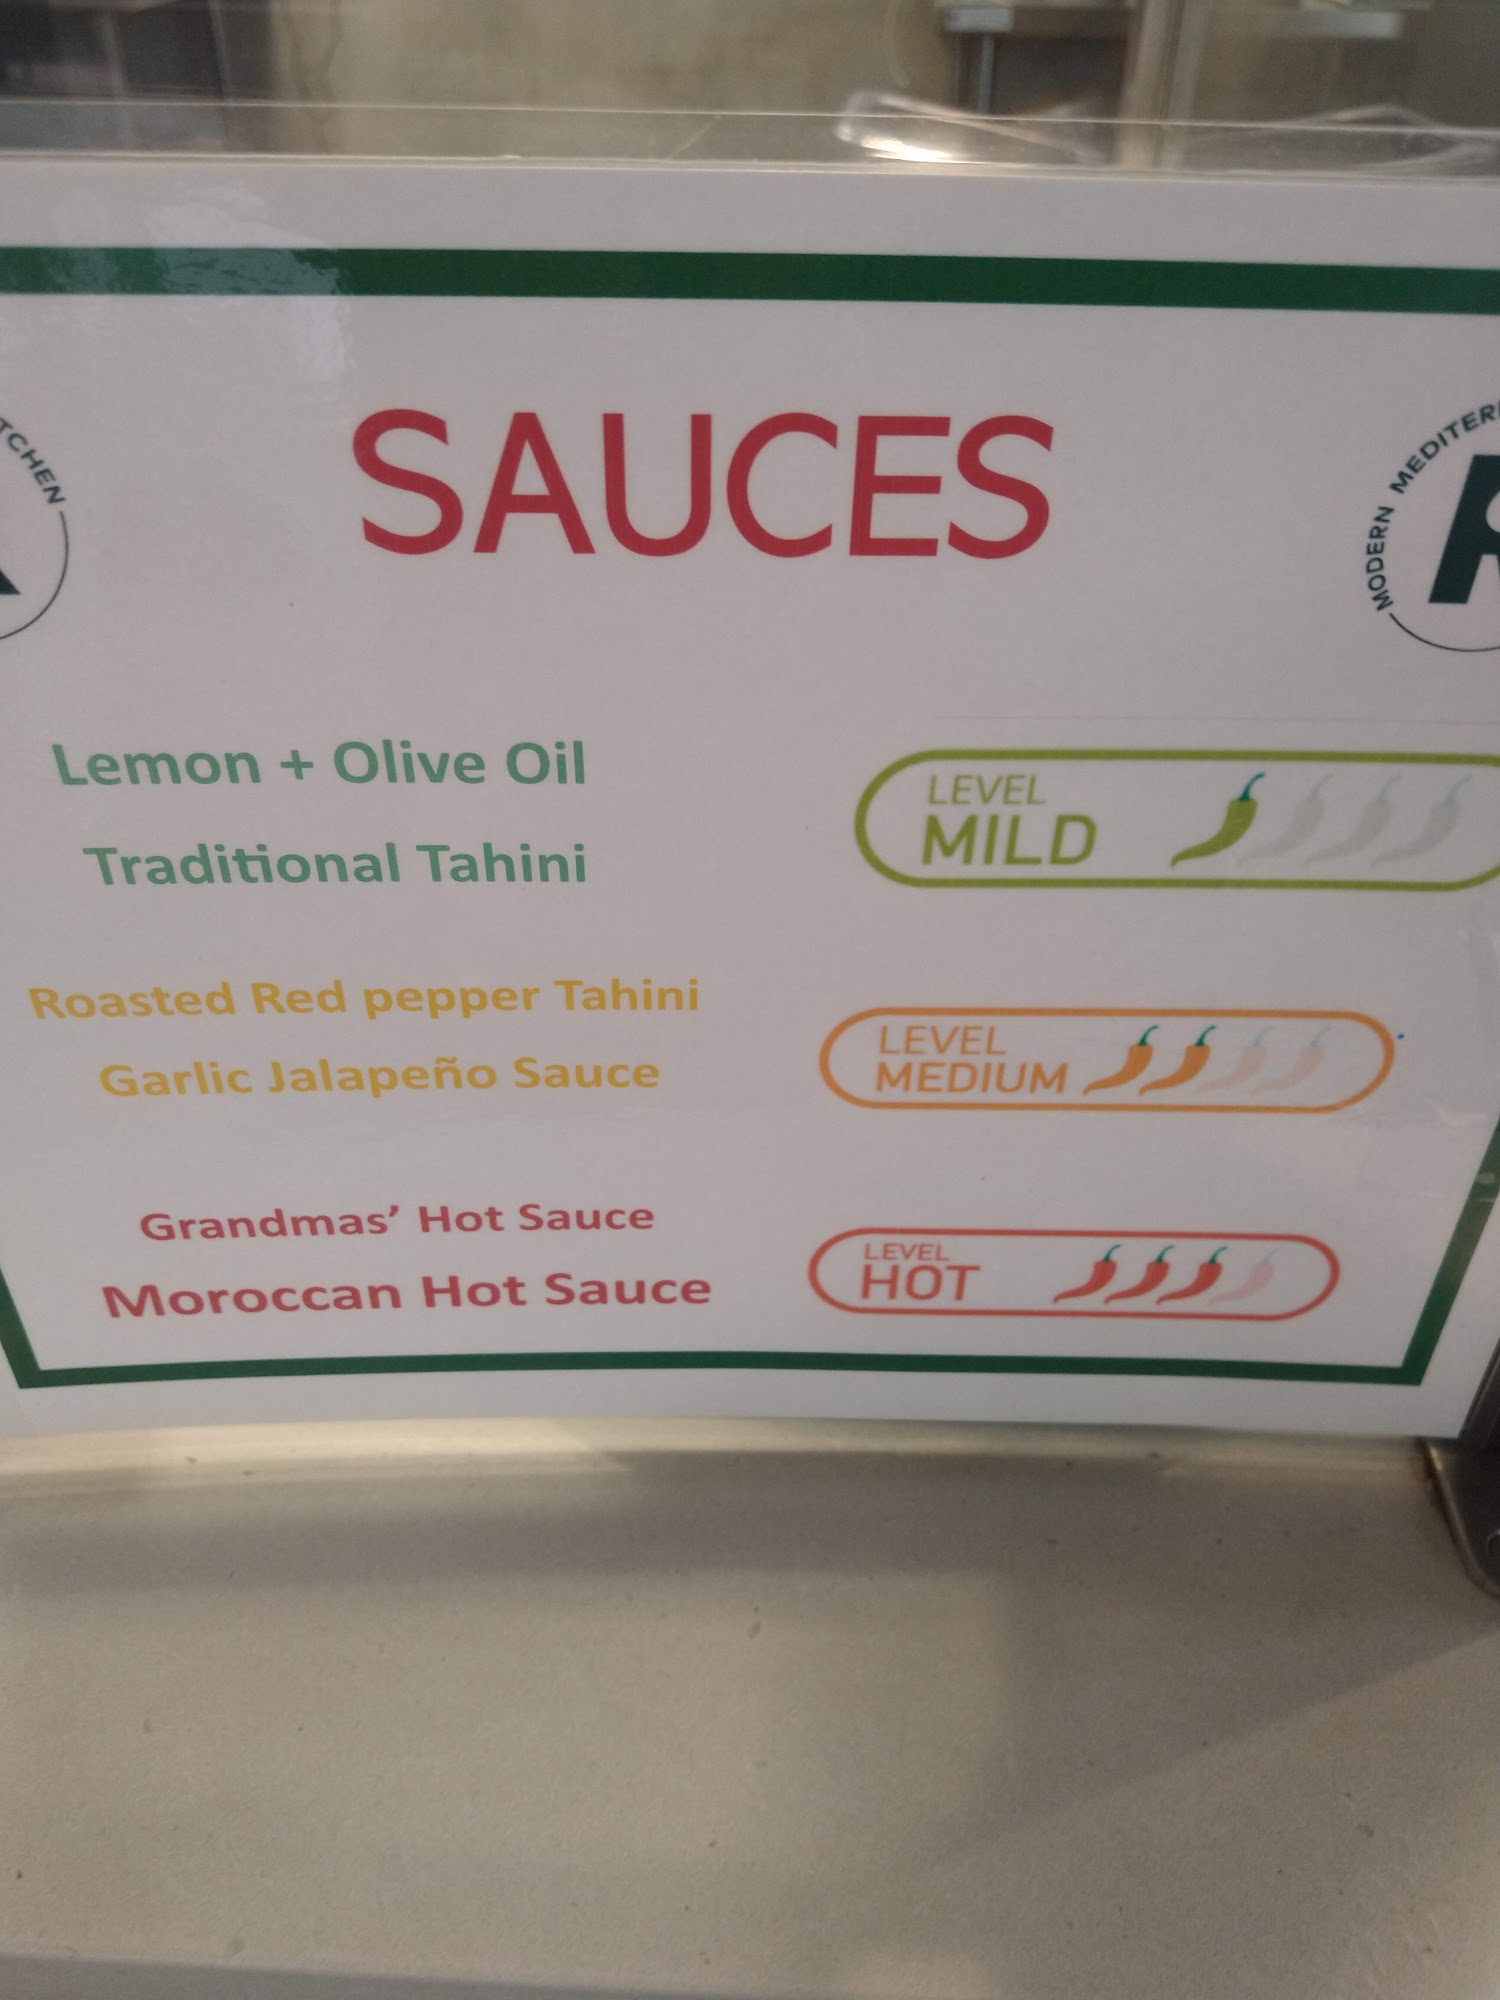 SAUCES
MODERN
Lemon + Olive Oil
Traditional Tahini
LEVEL
MILD
Roasted Red pepper Tahini
Garlic Jalapeño Sauce
LEVEL
MEDIUM
Grandmas’ Hot Sauce
Moroccan Hot Sauce
LEVEL
HOT